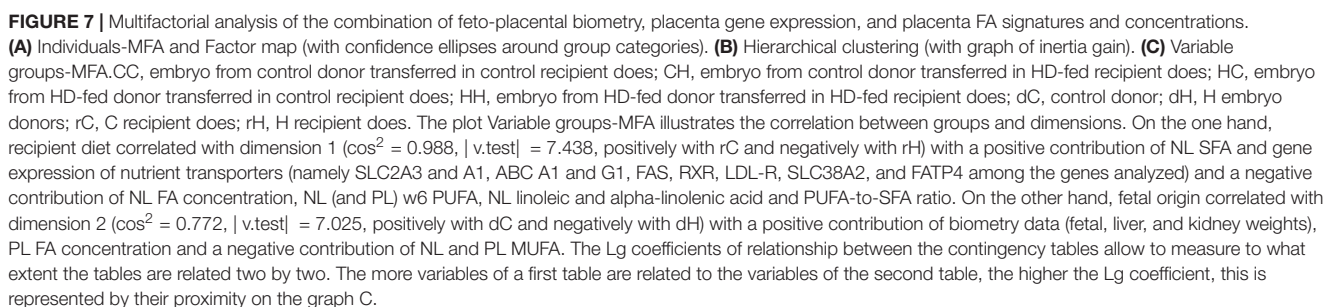 FIGURE 7 | Multifactorial analysis of the combination of feto-placental biometry, placenta gene expression, and placenta FA signatures and concentrations.
(A) Individuals-MFA and Factor map (with confidence ellipses around group categories). (B) Hierarchical clustering (with graph of inertia gain). (C) Variable
groups-MFA.CC, embryo from control donor transferred in control recipient does; CH, embryo from control donor transferred in HD-fed recipient does; HC, embryo
from HD-fed donor transferred in control recipient does; HH, embryo from HD-fed donor transferred in HD-fed recipient does; dC, control donor; dH, H embryo
donors; rC, C recipient does; rH, H recipient does. The plot Variable groups-MFA illustrates the correlation between groups and dimensions. On the one hand,
recipient diet correlated with dimension 1 (cos² = 0.988, | v.test| = 7.438, positively with rC and negatively with rH) with a positive contribution of NL SFA and gene
expression of nutrient transporters (namely SLC2A3 and A1, ABC A1 and G1, FAS, RXR, LDL-R, SLC38A2, and FATP4 among the genes analyzed) and a negative
contribution of NL FA concentration, NL (and PL) w6 PUFA, NL linoleic and alpha-linolenic acid and PUFA-to-SFA ratio. On the other hand, fetal origin correlated with
dimension 2 (cos² = 0.772, | v.test| = 7.025, positively with dC and negatively with dH) with a positive contribution of biometry data (fetal, liver, and kidney weights),
PL FA concentration and a negative contribution of NL and PL MUFA. The Lg coefficients of relationship between the contingency tables allow to measure to what
extent the tables are related two by two. The more variables of a first table are related to the variables of the second table, the higher the Lg coefficient, this is
represented by their proximity on the graph C.